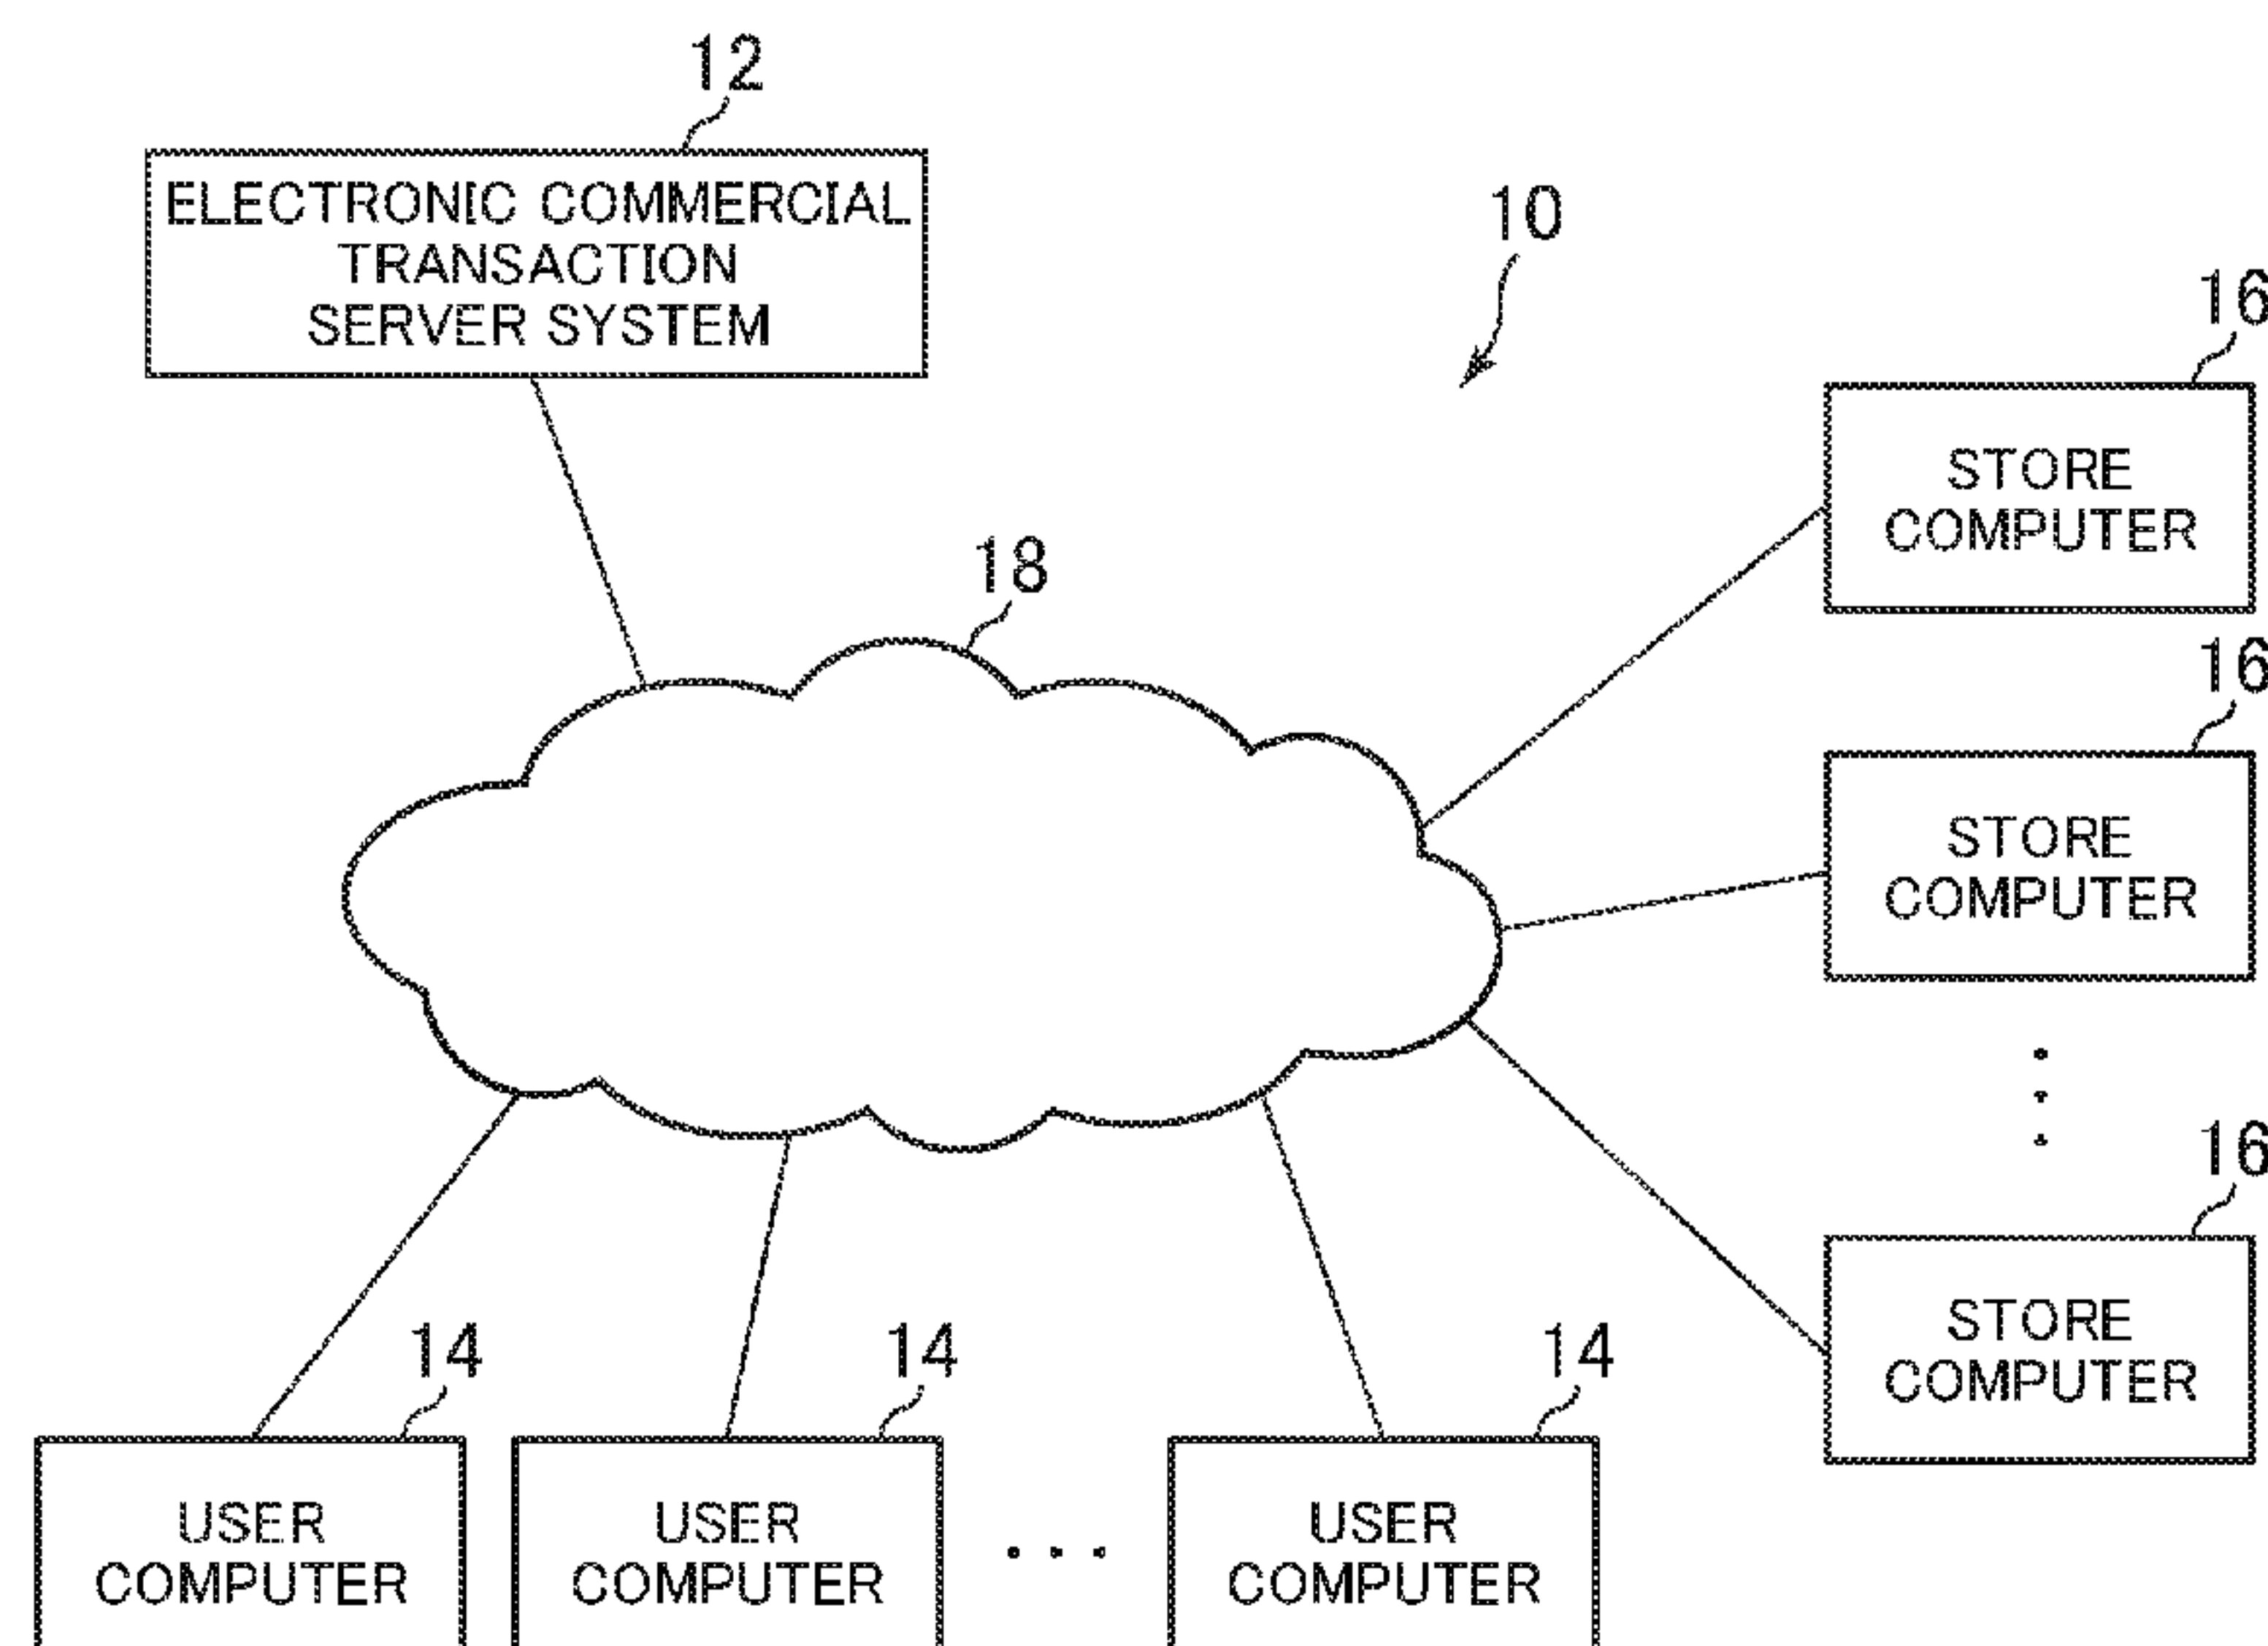 12
ELECTRONIC COMMERCIAL
TRANSACTION
SERVER SYSTEM
10
16
STORE
COMPUTER
18
16
STORE
COMPUTER
16
STORE
COMPUTER
14
USER
COMPUTER
14
USER
COMPUTER
. . .
14
USER
COMPUTER